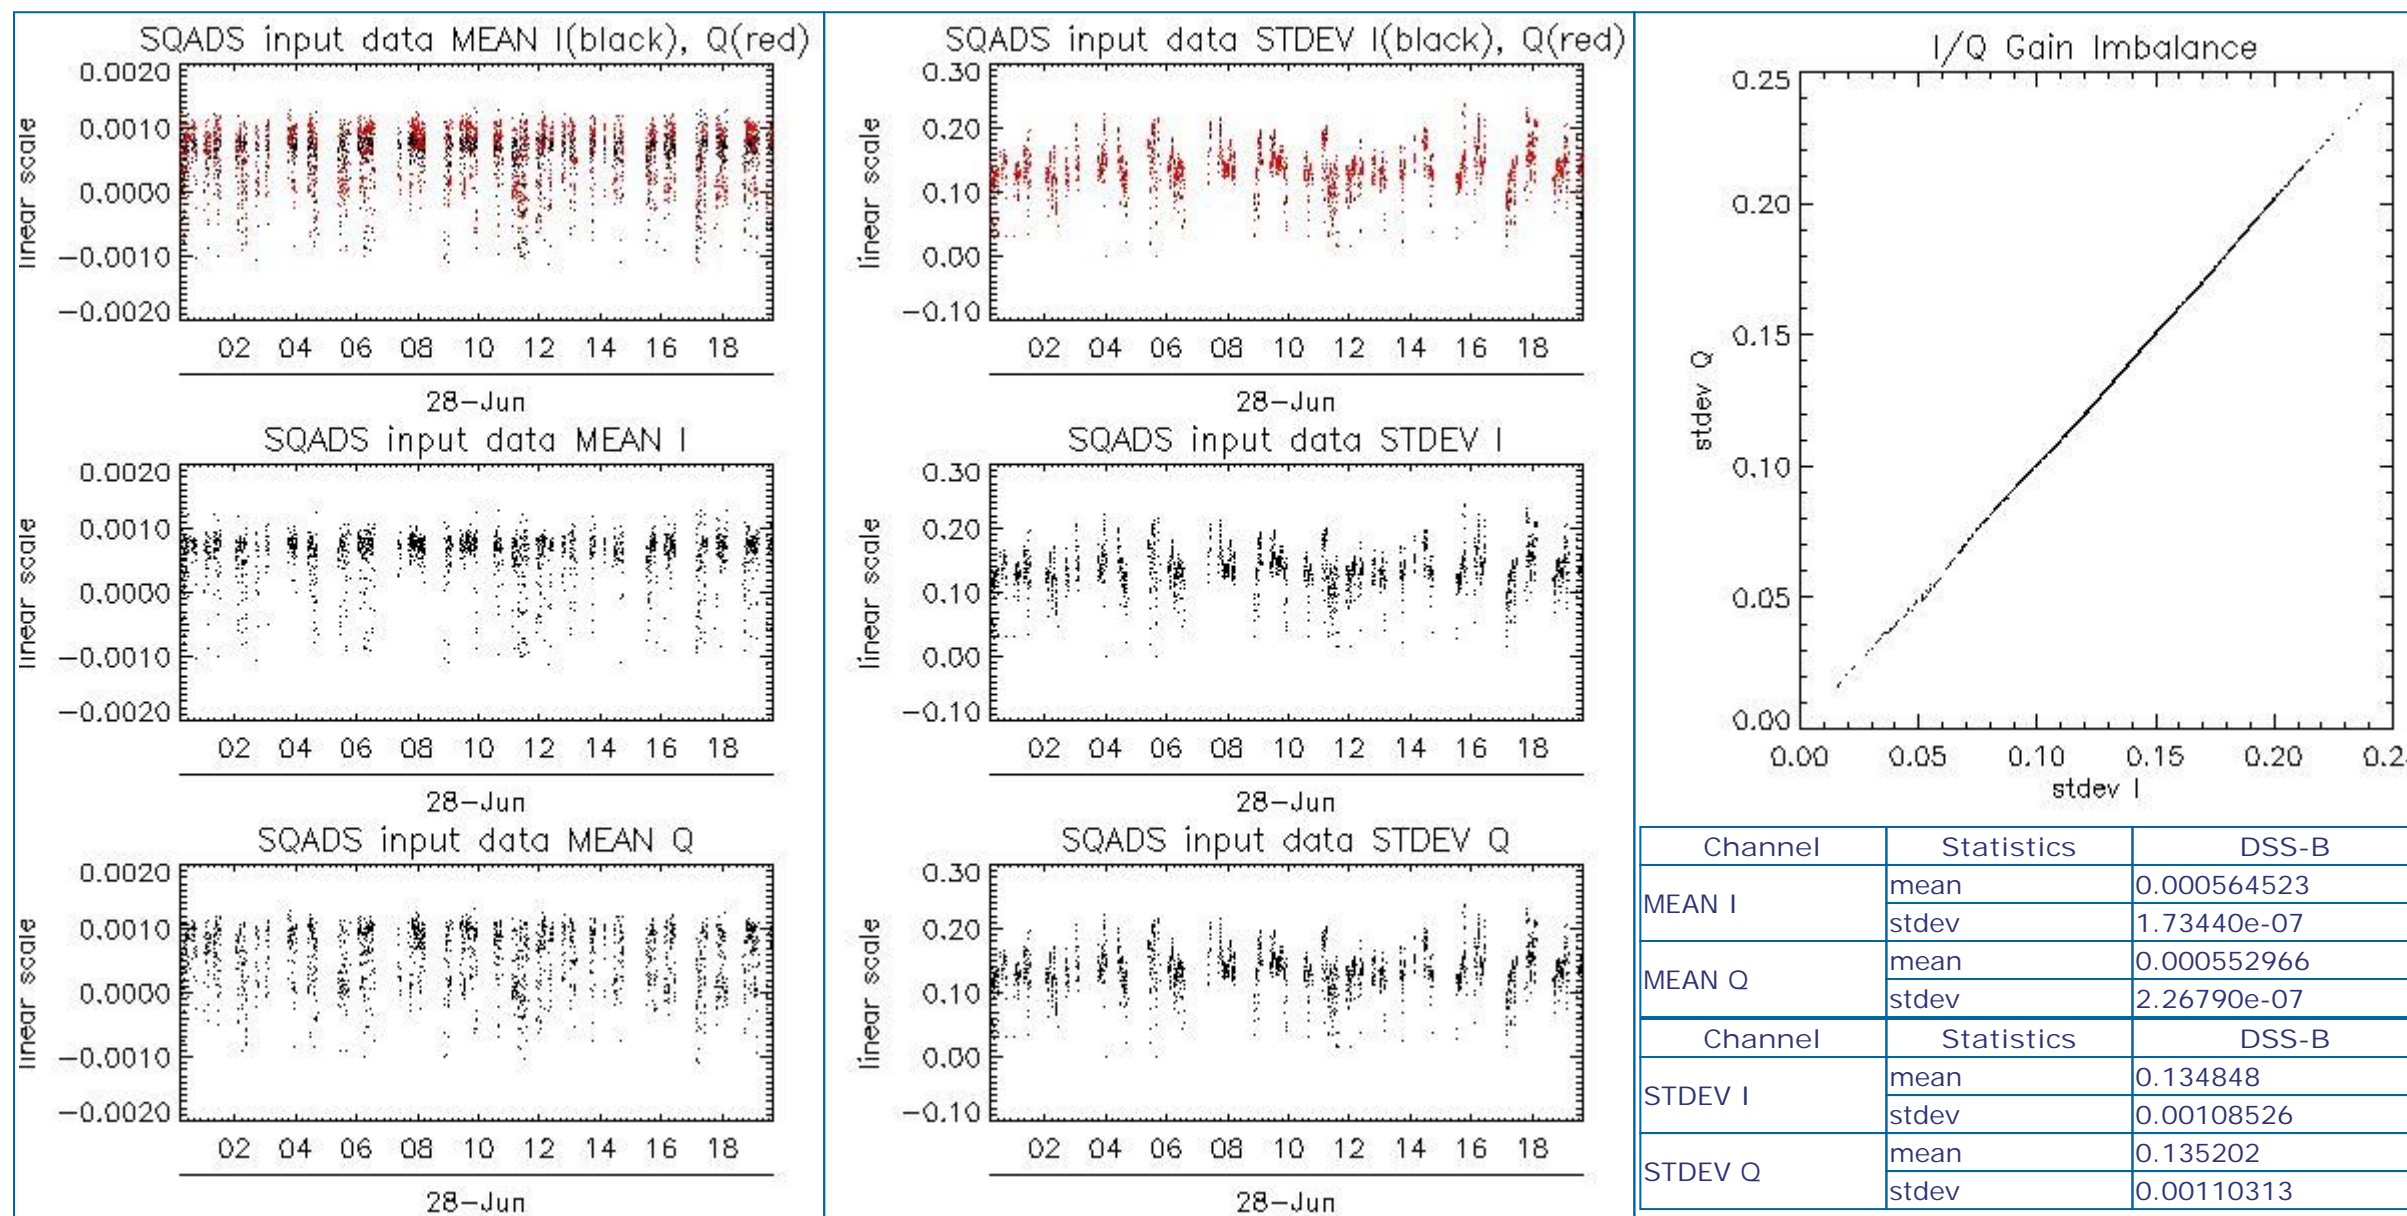 SQADS input data MEAN I(black), Q(red)
0.0020
0.0010
0.0000
-0.0010
-0.0020
linear scale
02 04 06 08 10 12 14 16 18
28-Jun
SQADS input data MEAN I
0.0020
0.0010
0.0000
-0.0010
-0.0020
linear scale
02 04 06 08 10 12 14 16 18
28-Jun
SQADS input data MEAN Q
0.0020
0.0010
0.0000
-0.0010
-0.0020
linear scale
02 04 06 08 10 12 14 16 18
28-Jun
SQADS input data STDEV I(black), Q(red)
0.30
0.20
0.10
0.00
-0.10
linear scale
02 04 06 08 10 12 14 16 18
28-Jun
SQADS input data STDEV I
0.30
0.20
0.10
0.00
-0.10
linear scale
02 04 06 08 10 12 14 16 18
28-Jun
SQADS input data STDEV Q
0.30
0.20
0.10
0.00
-0.10
linear scale
02 04 06 08 10 12 14 16 18
28-Jun
I/Q Gain Imbalance
0.25
0.20
0.15
0.10
0.05
0.00
stdev Q
0.00 0.05 0.10 0.15 0.20
stdev I
Channel Statistics DSS-B
MEAN I mean 0.000564523
stdev 1.73440e-07
MEAN Q mean 0.000552966
stdev 2.26790e-07
Channel Statistics DSS-B
STDEV I mean 0.134848
stdev 0.00108526
STDEV Q mean 0.135202
stdev 0.00110313